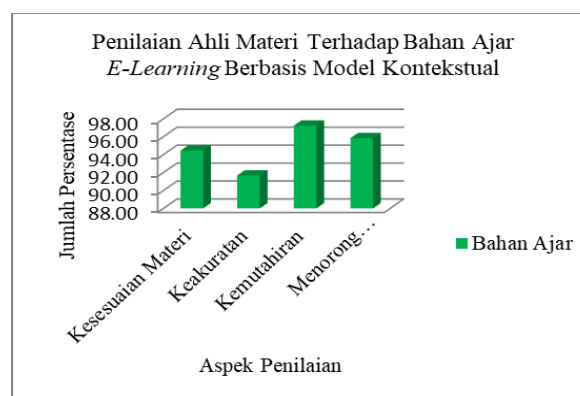 Penilaian Ahli Materi Terhadap Bahan Ajar
E-Learning Berbasis Model Kontekstual
Jumlah Persentase
98.00
96.00
94.00
92.00
90.00
88.00
Kesesuaian Materi
Keakuratan
Kemutahiran
Menorong…
Bahan Ajar
Aspek Penilaian